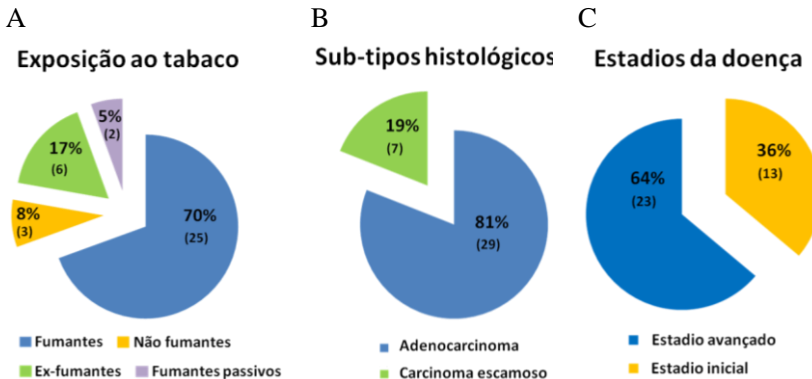 A
Exposição ao tabaco
5%
(2)
17%
(6)
8%
(3)
70%
(25)
Fumantes
Não fumantes
Ex-fumantes
Fumantes passivos
B
Sub-tipos histológicos
19%
(7)
81%
(29)
Adenocarcinoma
Carcinoma escamoso
C
Estadios da doença
36%
(13)
64%
(23)
Estadio avançado
Estadio inicial